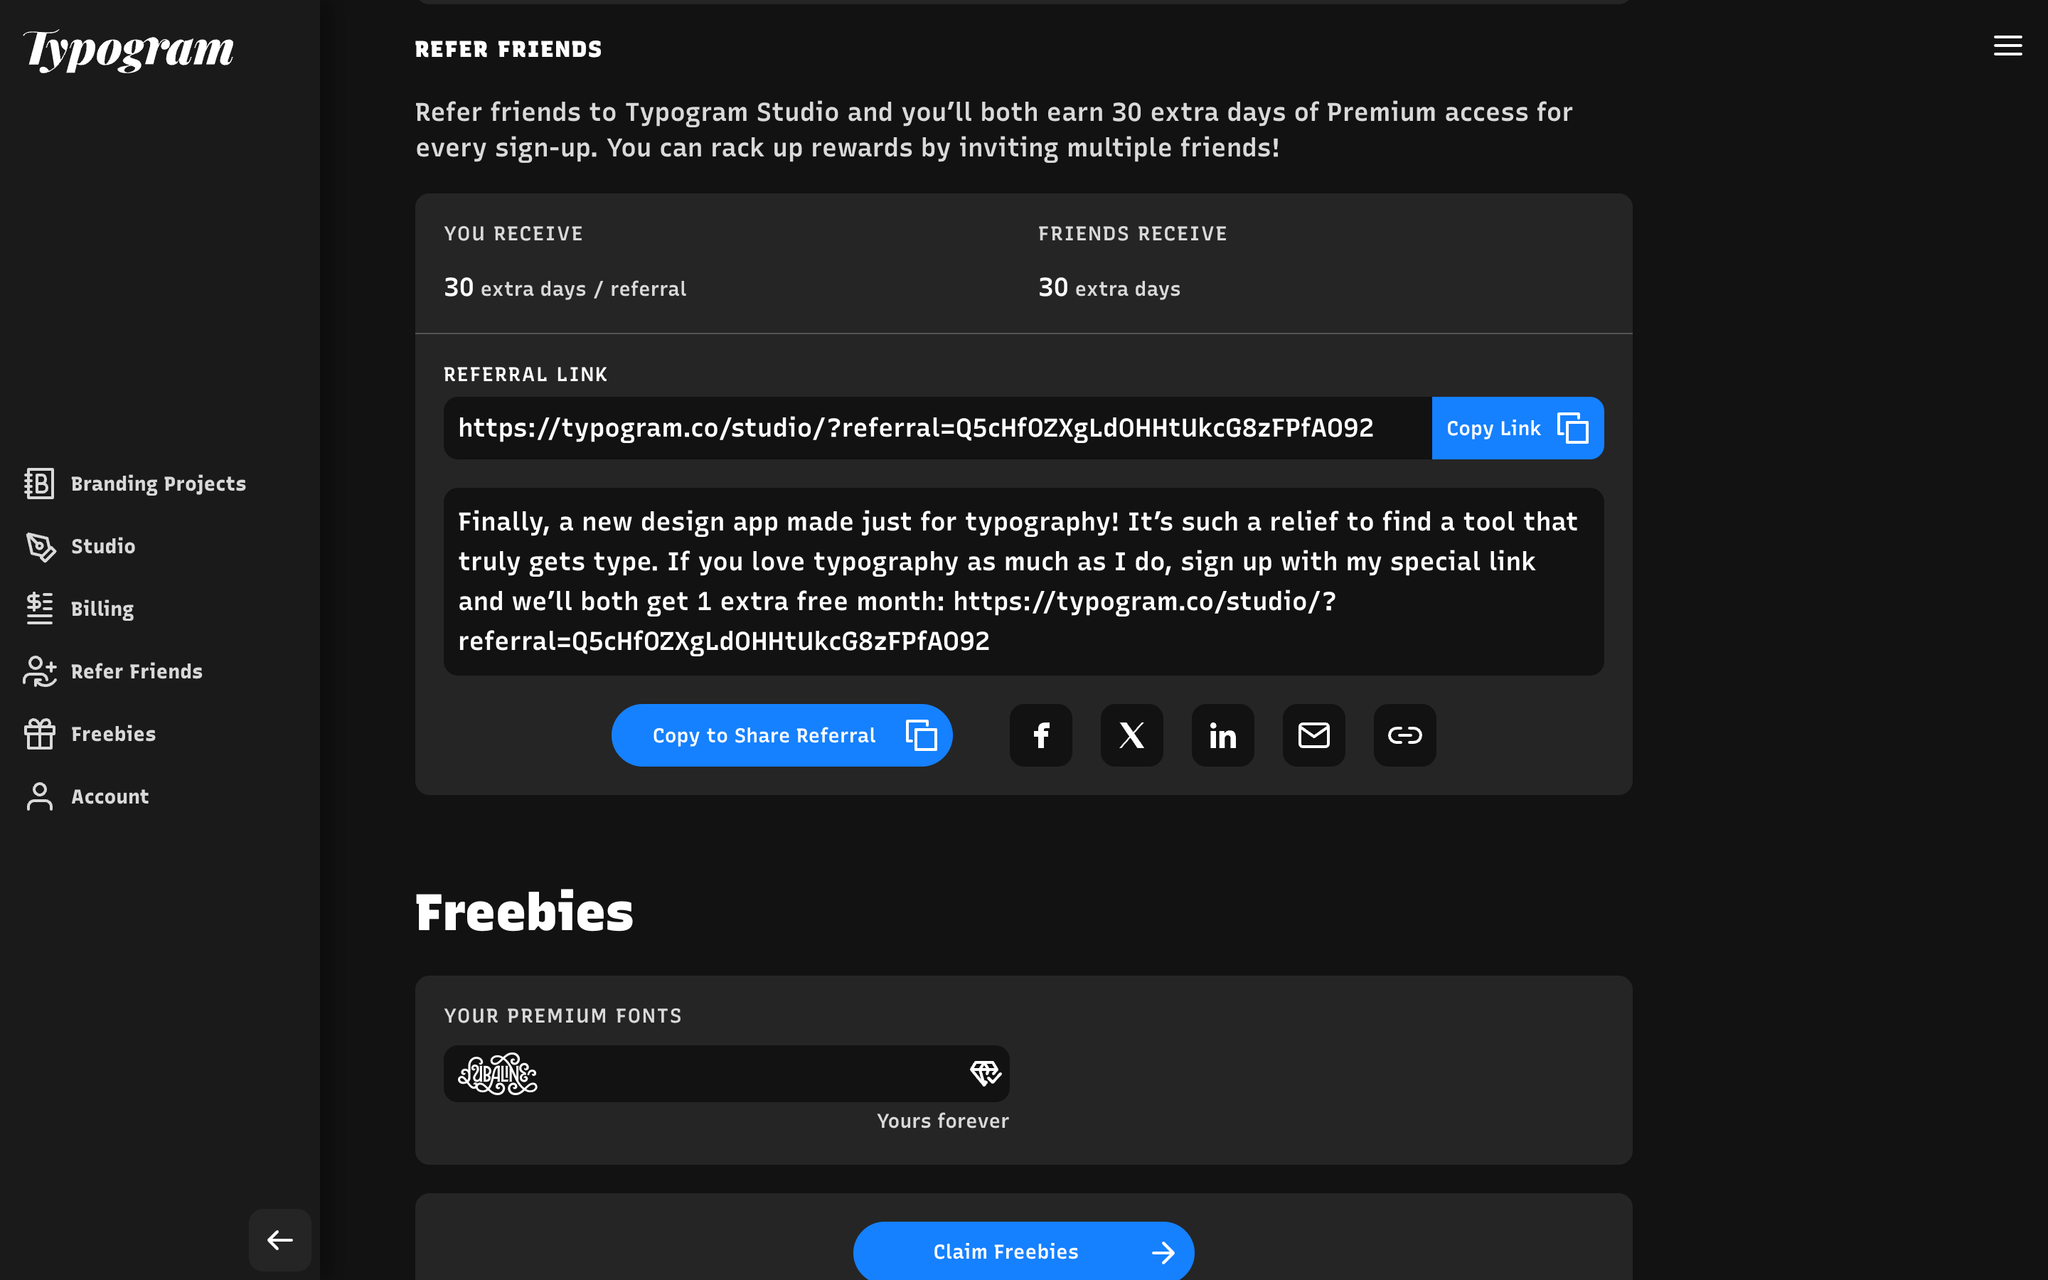 Typogram
Branding Projects
Studio
Billing
Refer Friends
Freebies
Account
REFER FRIENDS
Refer friends to Typogram Studio and you’ll both earn 30 extra days of Premium access for
every sign-up. You can rack up rewards by inviting multiple friends!
YOU RECEIVE
30 extra days / referral
FRIENDS RECEIVE
30 extra days
REFERRAL LINK
https://typogram.co/studio/?referral=Q5cHfOZXgLdOHHtUkcG8zFPfAO92
Copy Link
Finally, a new design app made just for typography! It’s such a relief to find a tool that
truly gets type. If you love typography as much as I do, sign up with my special link
and we’ll both get 1 extra free month: https://typogram.co/studio/?
referral=Q5cHfOZXgLdOHHtUkcG8zFPfAO92
Copy to Share Referral
Freebies
YOUR PREMIUM FONTS
LUBALINE
Yours forever
Claim Freebies